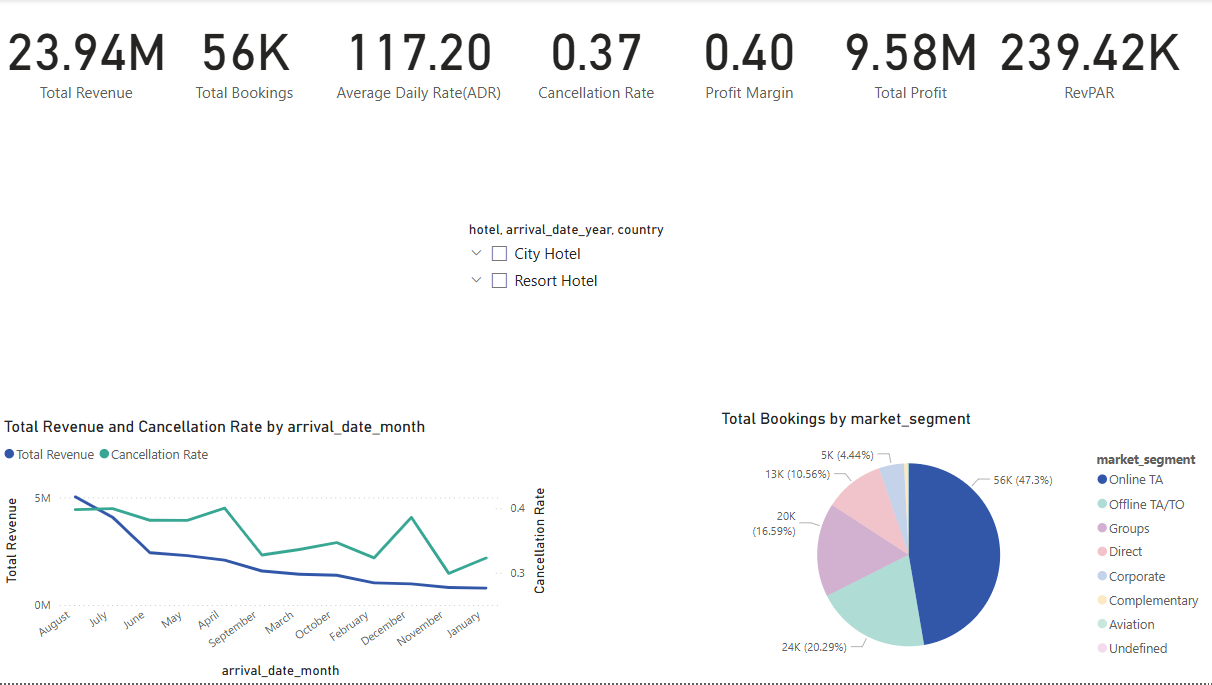 23.94M
Total Revenue
56K
Total Bookings
117.20
Average Daily Rate(ADR)
0.37
Cancellation Rate
0.40
Profit Margin
9.58M
Total Profit
239.42K
RevPAR
hotel, arrival_date_year, country
City Hotel
Resort Hotel
Total Revenue and Cancellation Rate by arrival_date_month
Total Revenue Cancellation Rate
Total Revenue
5M
0M
0.4
0.3
Cancellation Rate
August
July
June
May
April
September
March
October
February
December
November
January
arrival_date_month
Total Bookings by market_segment
5K (4.44%)
13K (10.56%)
20K
(16.59%)
24K (20.29%)
56K (47.3%)
market_segment
Online TA
Offline TA/TO
Groups
Direct
Corporate
Complementary
Aviation
Undefined